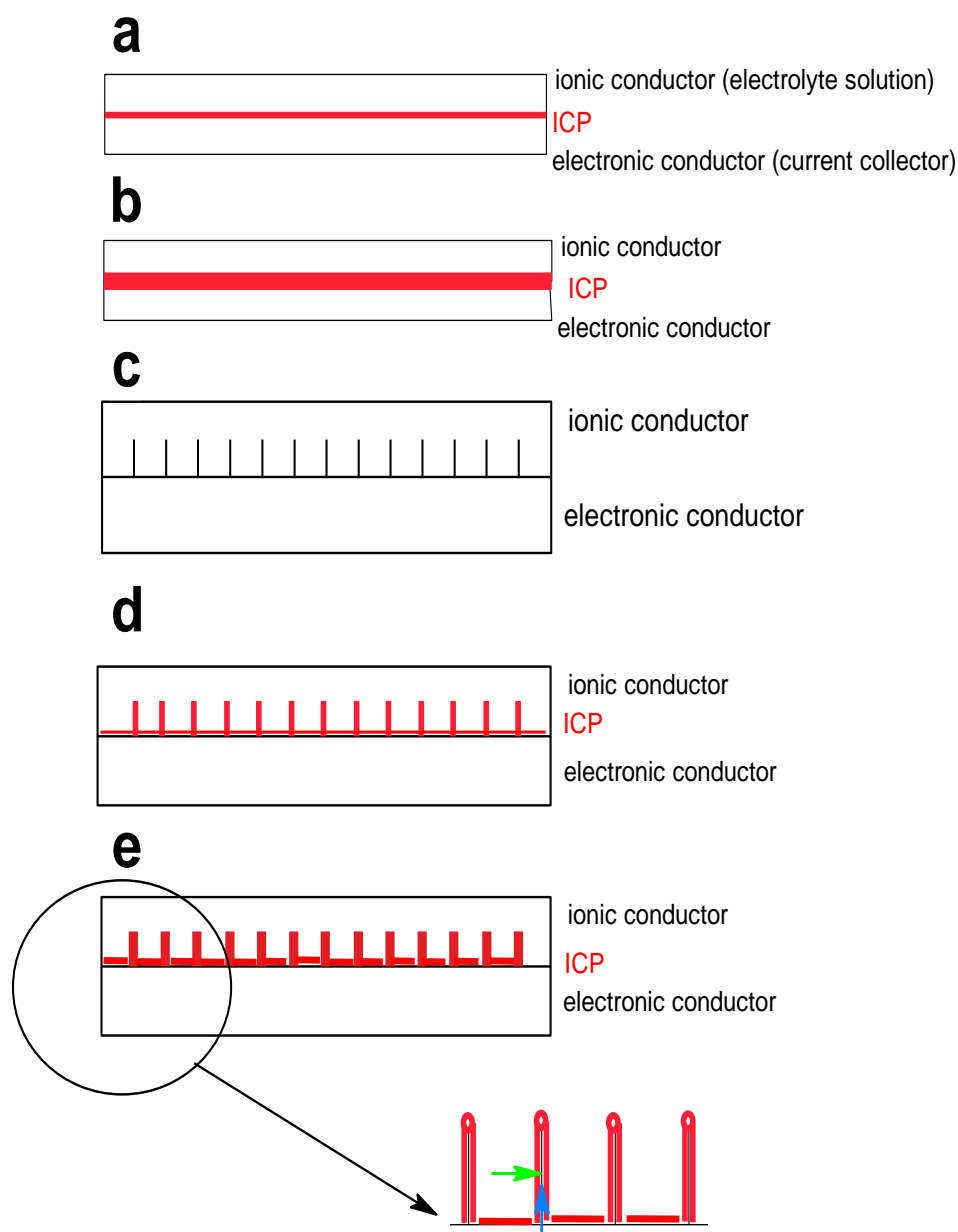 a
ionic conductor (electrolyte solution)
ICP
electronic conductor (current collector)
b
ionic conductor
ICP
electronic conductor
c
ionic conductor
electronic conductor
d
ionic conductor
ICP
electronic conductor
e
ionic conductor
ICP
electronic conductor